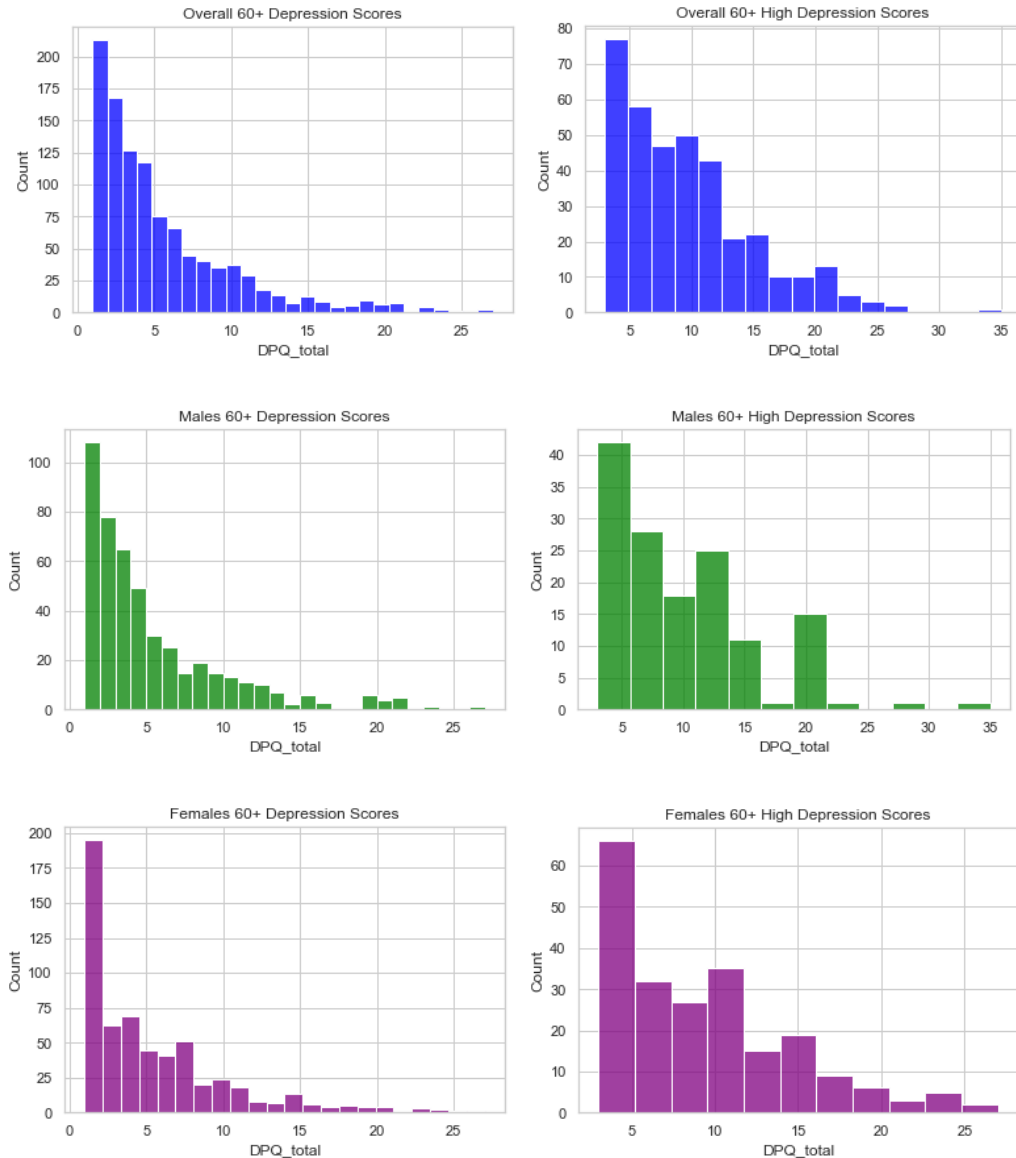 Overall 60+ Depression Scores
200
175
150
125
100
75
50
25
0
Count
0 5 10 15 20 25
DPQ_total
Overall 60+ High Depression Scores
80
70
60
50
40
30
20
10
0
Count
5 10 15 20 25 30 35
DPQ_total
Males 60+ Depression Scores
100
80
60
40
20
0
Count
0 5 10 15 20 25
DPQ_total
Males 60+ High Depression Scores
40
35
30
25
20
15
10
5
0
Count
5 10 15 20 25 30 35
DPQ_total
Females 60+ Depression Scores
200
175
150
125
100
75
50
25
0
Count
0 5 10 15 20 25
DPQ_total
Females 60+ High Depression Scores
60
50
40
30
20
10
0
Count
5 10 15 20 25
DPQ_total